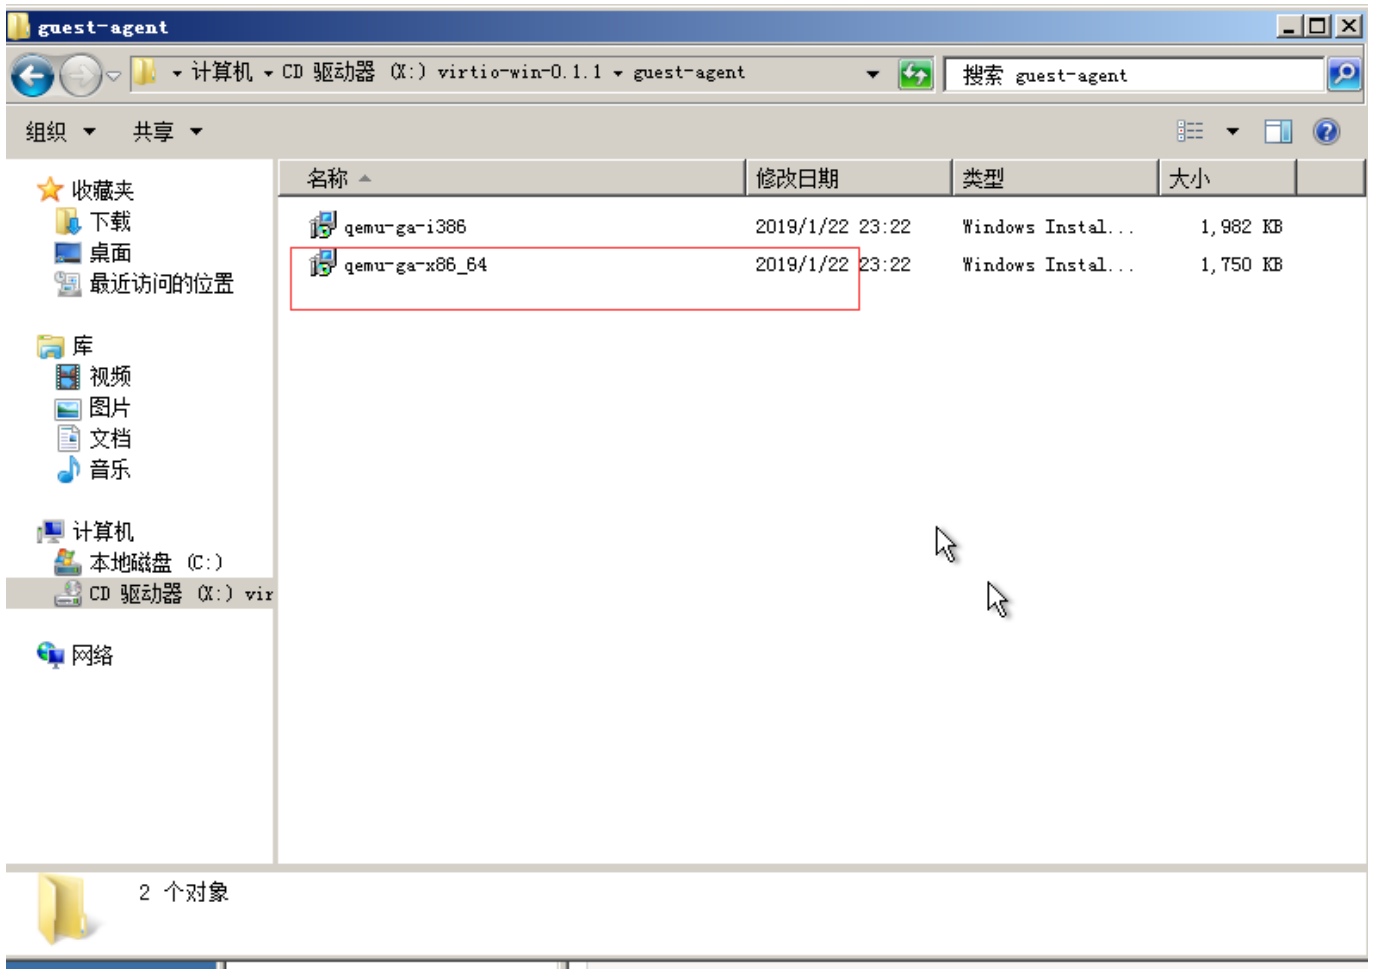 guest-agent
计算机 CD 驱动器 (X:) virtio-win-0.1.1 guest-agent
搜索 guest-agent
组织 共享
名称 修改日期 类型 大小
收藏夹
下载
桌面
最近访问的位置
库
视频
图片
文档
音乐
计算机
本地磁盘 (C:)
CD 驱动器 (X:) vir
网络
qemu-ga-i386 2019/1/22 23:22 Windows Instal... 1,982 KB
qemu-ga-x86_64 2019/1/22 23:22 Windows Instal... 1,750 KB
2 个对象